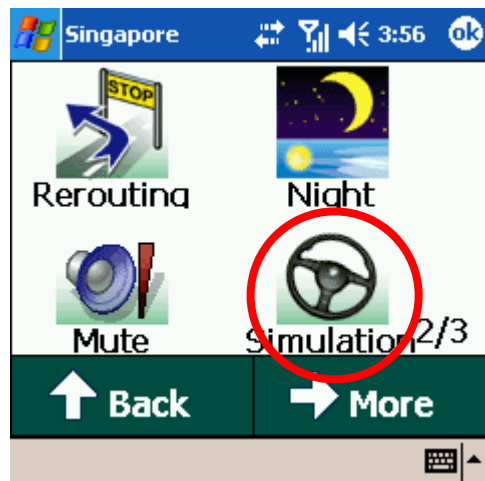 Singapore 3:56 ok
STOP
Rerouting Night
Mute Simulation 2/3
Back More